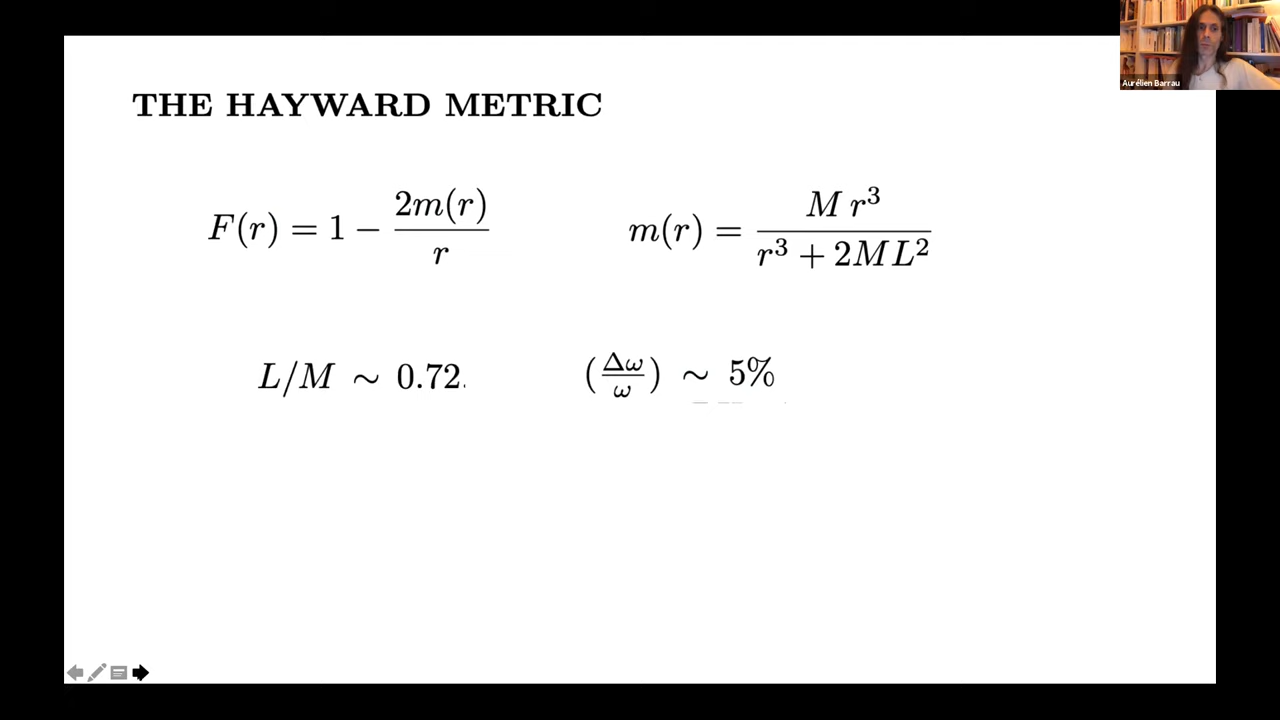 Aurélien Barrau
THE HAYWARD METRIC
F(r) = 1 − 2m(r)/r
m(r) = M r³/(r³ + 2ML²)
L/M ∼ 0.72.
(Δω/ω) ∼ 5%